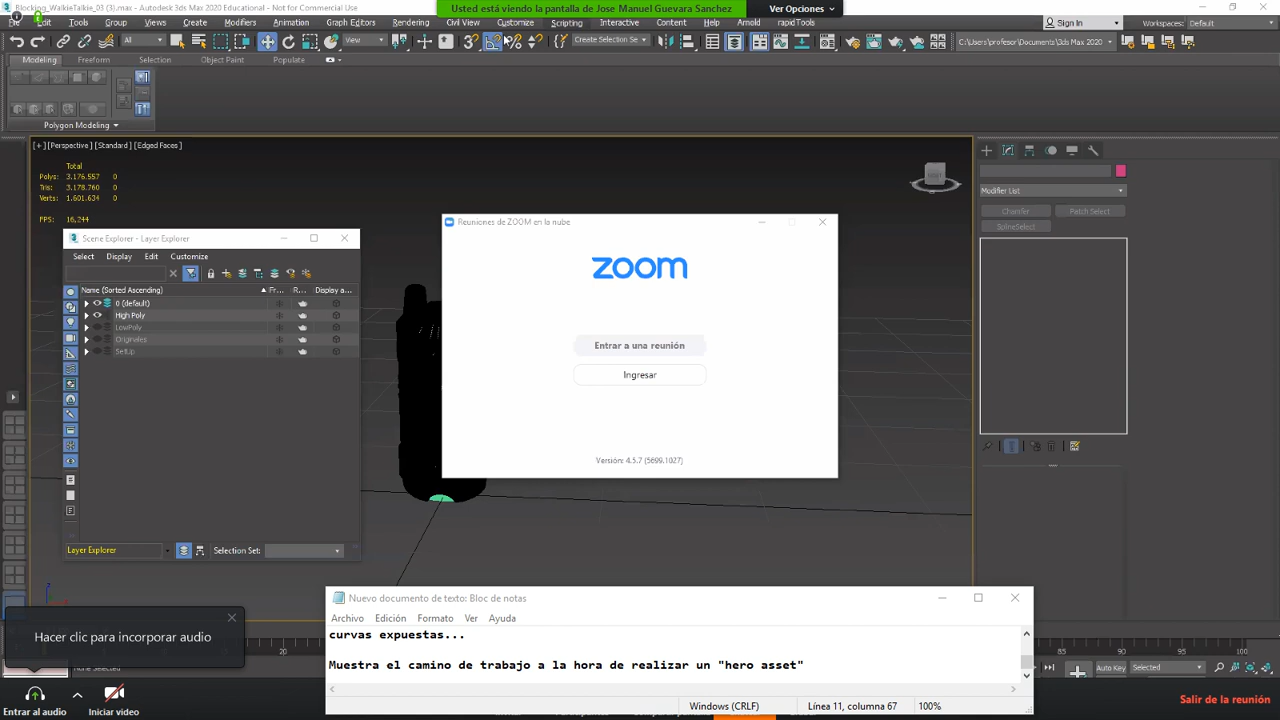 Blocking_WalkieTalkie_03 (3).max - Autodesk 3ds Max 2020 Educational - Not for Commercial Use
Usted está viendo la pantalla de Jose Manuel Guevara Sanchez
Ver Opciones
Edit Tools Group Views Create Modifiers Animation Graph Editors Rendering Civil View Customize Scripting Interactive Content Help Arnold rapidTools
Sign In
Workspaces: Default
All
View
Create Selection Se
C:\Users\profesor\Documents\3ds Max 2020
Modeling Freeform Selection Object Paint Populate
Polygon Modeling
[+] [Perspective] [Standard] [Edged Faces]
Total
Polys: 3.176.557 0
Tris: 3.178.760 0
Verts: 1.601.634 0
FPS: 16,244
Modifier List
Chamfer Patch Select
SplineSelect
Scene Explorer - Layer Explorer
Select Display Edit Customize
Name (Sorted Ascending) Fr... R... Display a...
0 (default)
High Poly
LowPoly
Originales
SetUp
Layer Explorer
Selection Set:
Reuniones de ZOOM en la nube
zoom
Entrar a una reunión
Ingresar
Versión: 4.5.7 (5699.1027)
Nuevo documento de texto: Bloc de notas
Archivo Edición Formato Ver Ayuda
curvas expuestas...
Muestra el camino de trabajo a la hora de realizar un "hero asset"
Windows (CRLF) Línea 11, columna 67 100%
Hacer clic para incorporar audio
20 85 90 95 100
Auto Key Selected
Entrar al audio Iniciar video
Salir de la reunión